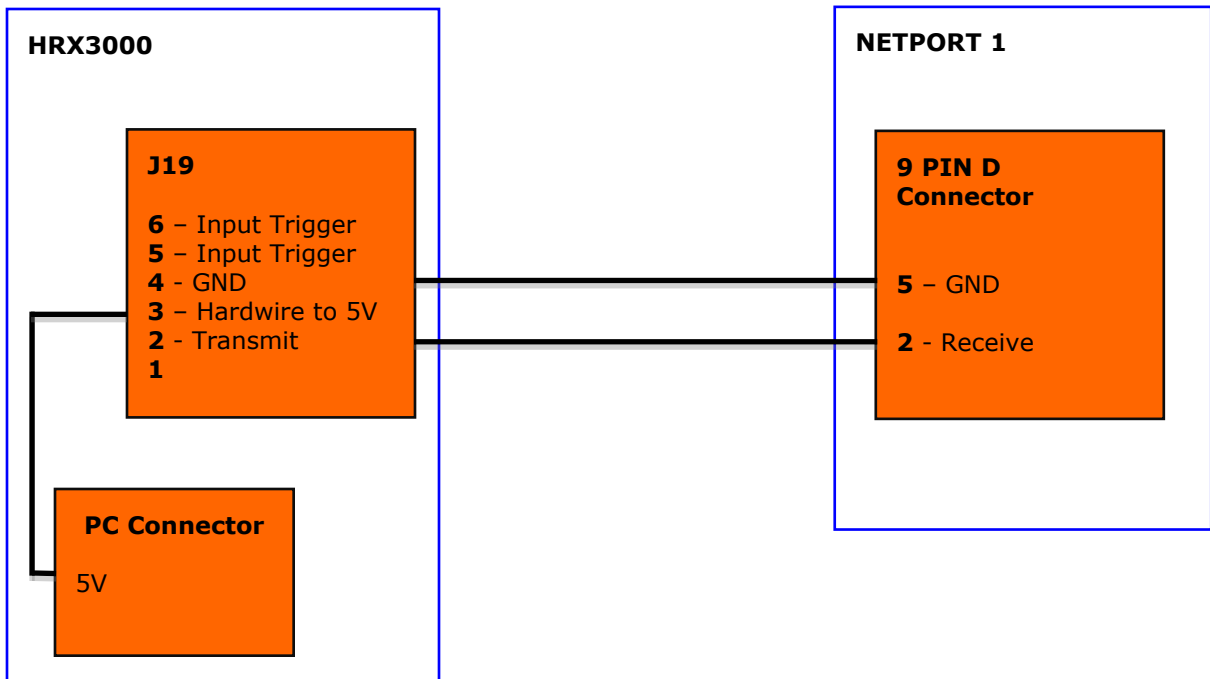 HRX3000
J19
6 – Input Trigger
5 – Input Trigger
4 - GND
3 – Hardwire to 5V
2 - Transmit
1
PC Connector
5V
NETPORT 1
9 PIN D
Connector
5 – GND
2 - Receive